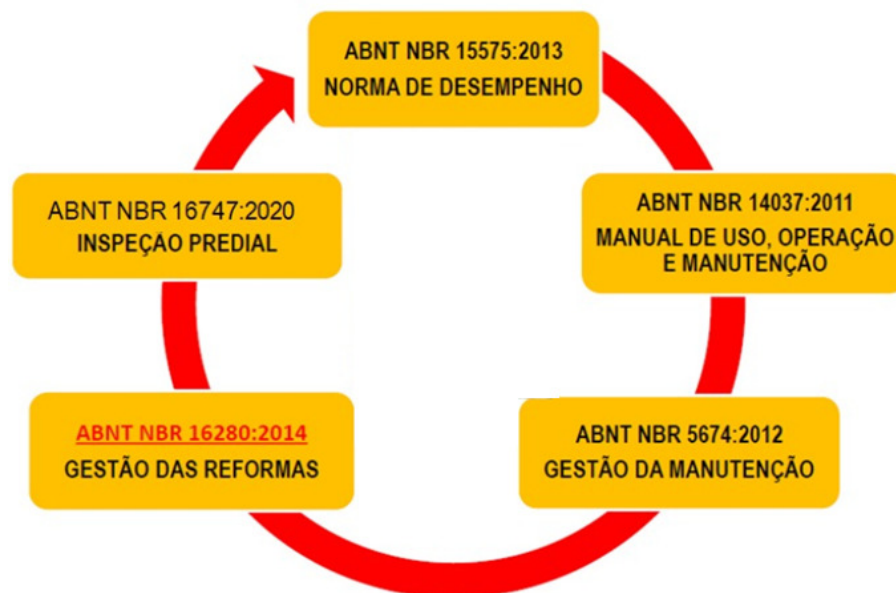 ABNT NBR 15575:2013
NORMA DE DESEMPENHO
ABNT NBR 14037:2011
MANUAL DE USO, OPERAÇÃO
E MANUTENÇÃO
ABNT NBR 5674:2012
GESTÃO DA MANUTENÇÃO
ABNT NBR 16280:2014
GESTÃO DAS REFORMAS
ABNT NBR 16747:2020
INSPEÇÃO PREDIAL